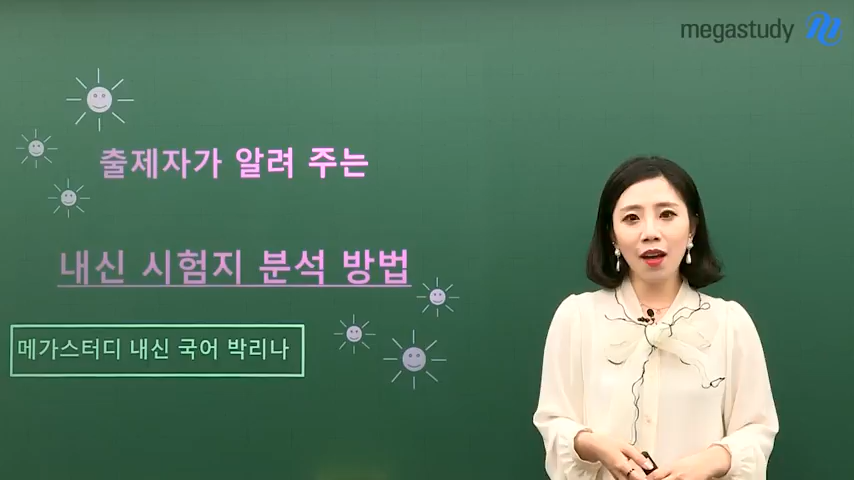 megastudy
출제자가 알려 주는
내신 시험지 분석 방법
메가스터디 내신 국어 박리나